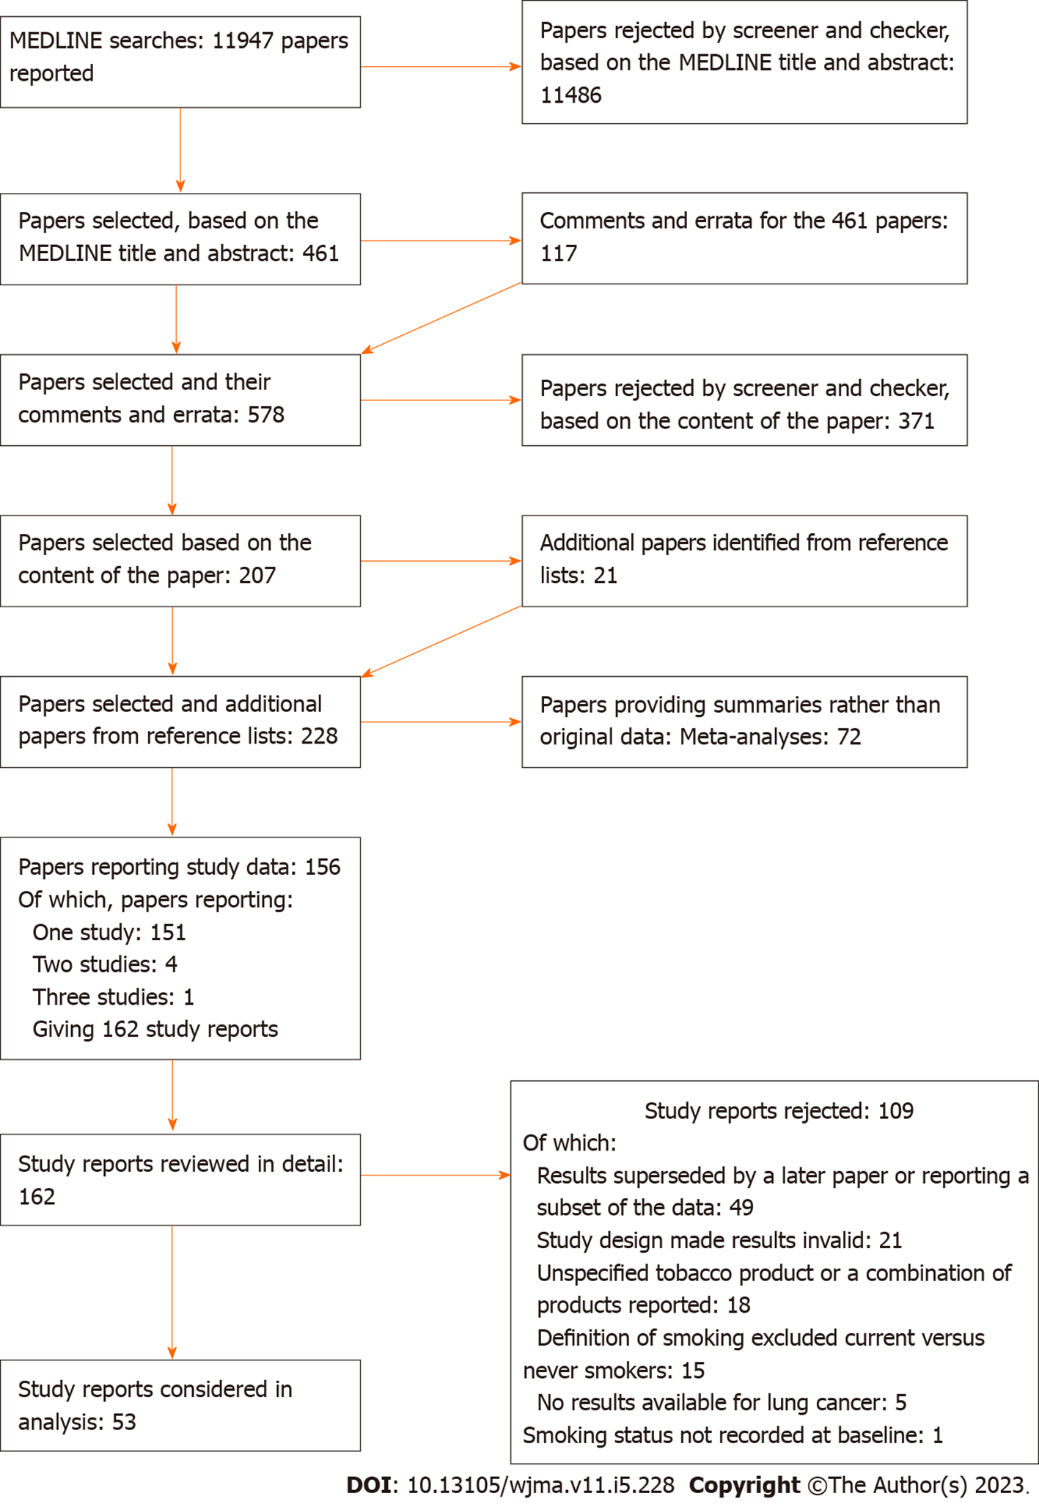 MEDLINE searches: 11947 papers
reported
Papers rejected by screener and checker,
based on the MEDLINE title and abstract:
11486
Papers selected, based on the
MEDLINE title and abstract: 461
Comments and errata for the 461 papers:
117
Papers selected and their
comments and errata: 578
Papers rejected by screener and checker,
based on the content of the paper: 371
Papers selected based on the
content of the paper: 207
Additional papers identified from reference
lists: 21
Papers selected and additional
papers from reference lists: 228
Papers providing summaries rather than
original data: Meta-analyses: 72
Papers reporting study data: 156
Of which, papers reporting:
One study: 151
Two studies: 4
Three studies: 1
Giving 162 study reports
Study reports reviewed in detail:
162
Study reports rejected: 109
Of which:
Results superseded by a later paper or reporting a
subset of the data: 49
Study design made results invalid: 21
Unspecified tobacco product or a combination of
products reported: 18
Definition of smoking excluded current versus
never smokers: 15
No results available for lung cancer: 5
Smoking status not recorded at baseline: 1
Study reports considered in
analysis: 53
DOI: 10.13105/wjma.v11.i5.228 Copyright ©The Author(s) 2023.